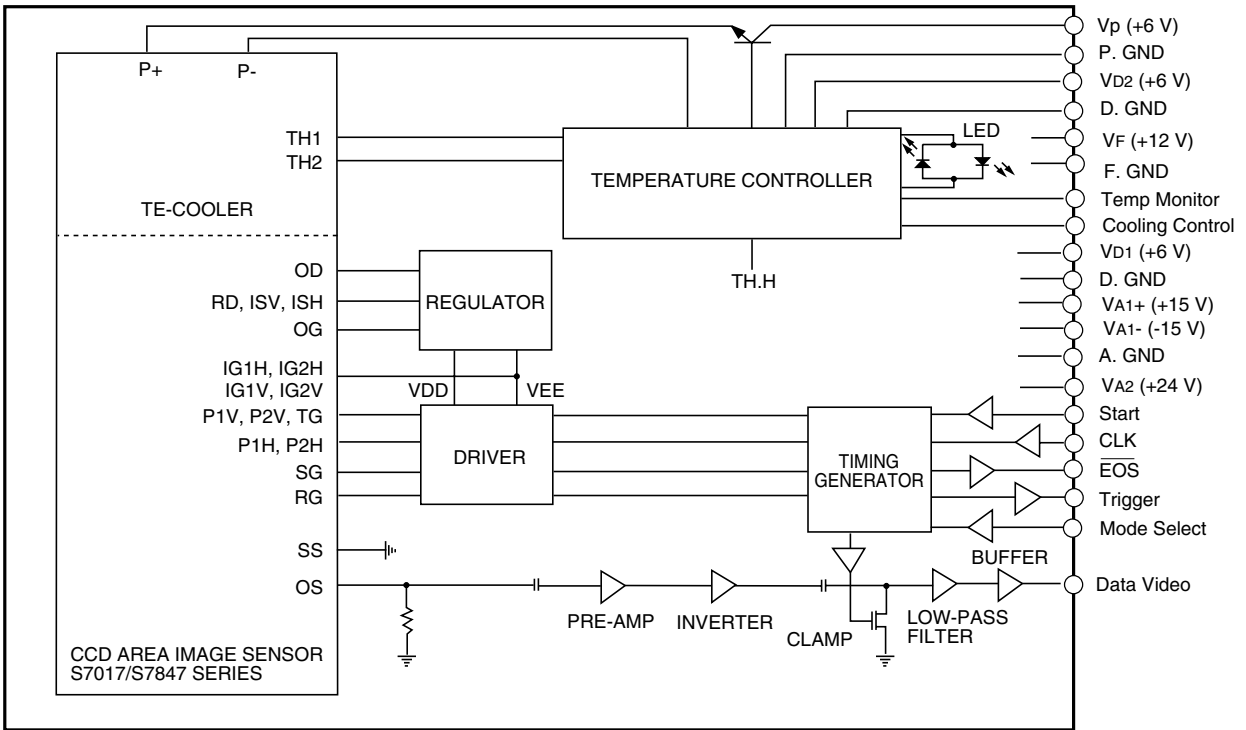 Vp (+6 V)
P. GND
VD2 (+6 V)
D. GND
VF (+12 V)
F. GND
Temp Monitor
Cooling Control
VD1 (+6 V)
D. GND
VA1+ (+15 V)
VA1- (-15 V)
A. GND
VA2 (+24 V)
Start
CLK
EOS
Trigger
Mode Select
Data Video
P+
P-
TH1
TH2
TE-COOLER
OD
RD, ISV, ISH
OG
IG1H, IG2H
IG1V, IG2V
P1V, P2V, TG
P1H, P2H
SG
RG
SS
OS
CCD AREA IMAGE SENSOR
S7017/S7847 SERIES
LED
TEMPERATURE CONTROLLER
TH.H
REGULATOR
VDD
VEE
DRIVER
TIMING
GENERATOR
BUFFER
PRE-AMP
INVERTER
CLAMP
LOW-PASS
FILTER